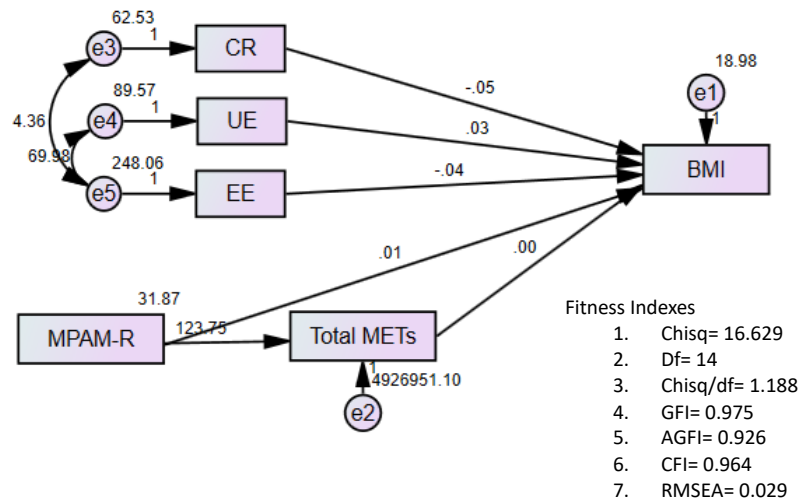 62.53
e3
1
CR
18.98
e1
1
-.05
89.57
e4
1
UE
.03
4.36
69.98
248.06
e5
1
EE
-.04
BMI
.01
.00
31.87
MPAM-R
123.75
Total METs
1
4926951.10
e2
Fitness Indexes
1. Chisq= 16.629
2. Df= 14
3. Chisq/df= 1.188
4. GFI= 0.975
5. AGFI= 0.926
6. CFI= 0.964
7. RMSEA= 0.029